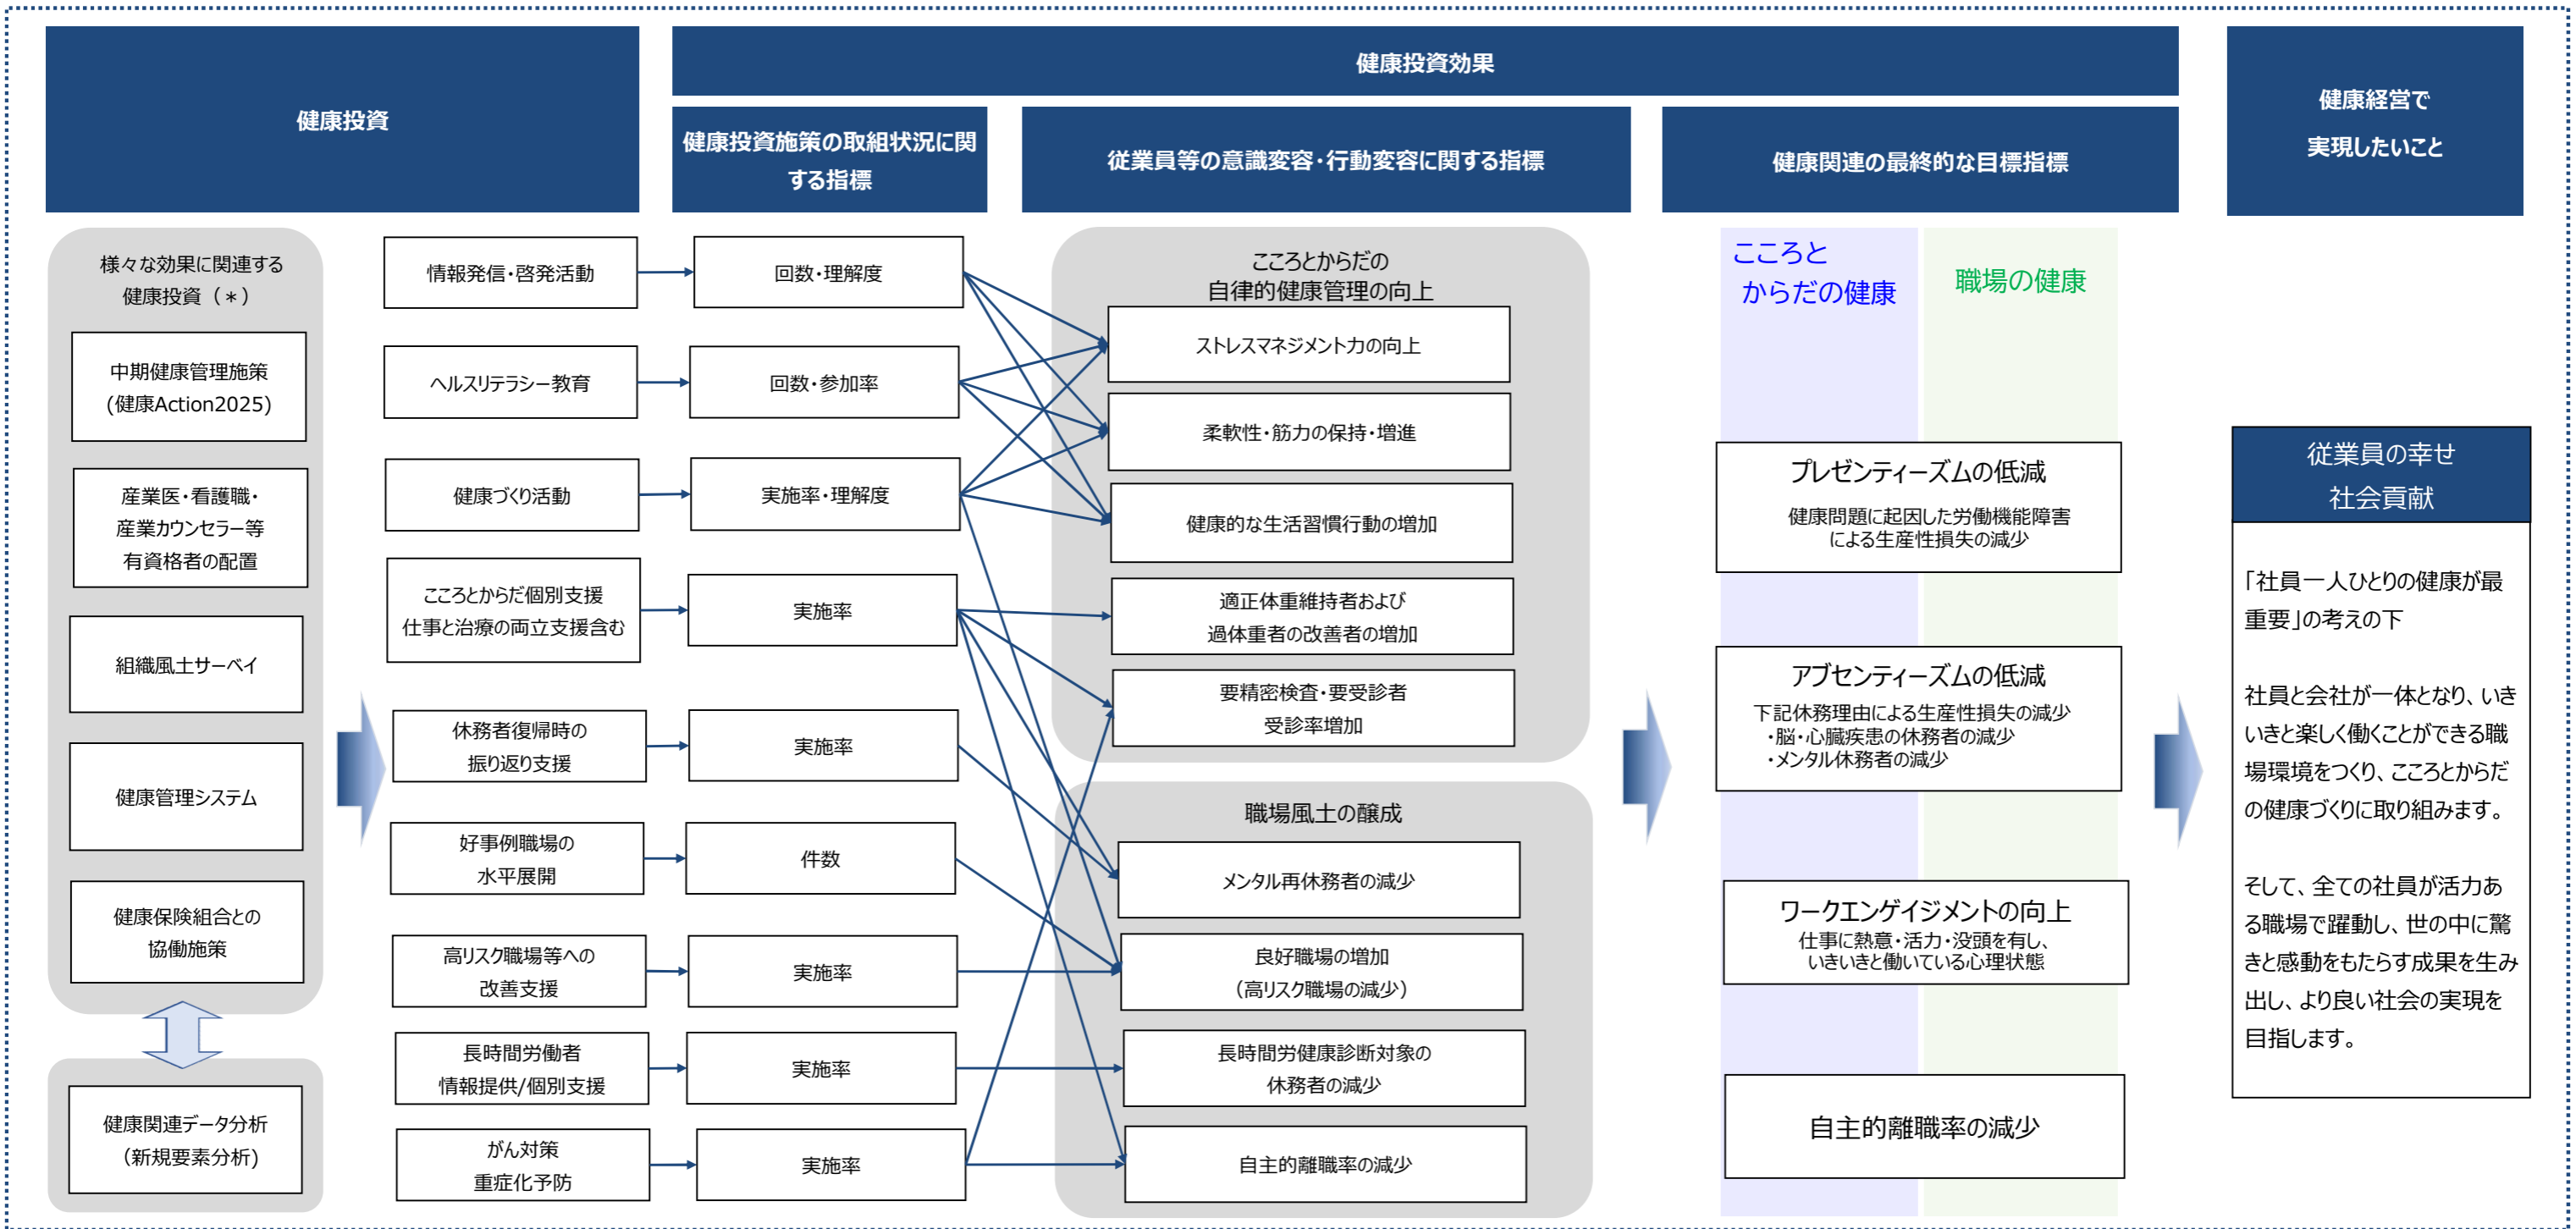 健康投資
健康投資効果
健康投資施策の取組状況に関
する指標
従業員等の意識変容・行動変容に関する指標
健康関連の最終的な目標指標
健康経営で
実現したいこと
様々な効果に関連する
健康投資（＊）
中期健康管理施策
(健康Action2025)
産業医・看護職・
産業カウンセラー等
有資格者の配置
組織風土サーベイ
健康管理システム
健康保険組合との
協働施策
健康関連データ分析
（新規要素分析)
情報発信・啓発活動
ヘルスリテラシー教育
健康づくり活動
こころとからだ個別支援
仕事と治療の両立支援含む
休務者復帰時の
振り返り支援
好事例職場の
水平展開
高リスク職場等への
改善支援
長時間労働者
情報提供/個別支援
がん対策
重症化予防
回数・理解度
回数・参加率
実施率・理解度
実施率
実施率
件数
実施率
実施率
実施率
こころとからだの
自律的健康管理の向上
ストレスマネジメント力の向上
柔軟性・筋力の保持・増進
健康的な生活習慣行動の増加
適正体重維持者および
過体重者の改善者の増加
要精密検査・要受診者
受診率増加
職場風土の醸成
メンタル再休務者の減少
良好職場の増加
（高リスク職場の減少）
長時間労健康診断対象の
休務者の減少
自主的離職率の減少
こころと
からだの健康
職場の健康
プレゼンティーズムの低減
健康問題に起因した労働機能障害
による生産性損失の減少
アブセンティーズムの低減
下記休務理由による生産性損失の減少
・脳・心臓疾患の休務者の減少
・メンタル休務者の減少
ワークエンゲイジメントの向上
仕事に熱意・活力・没頭を有し、
いきいきと働いている心理状態
自主的離職率の減少
従業員の幸せ
社会貢献
「社員一人ひとりの健康が最
重要」の考えの下
社員と会社が一体となり、いき
いきと楽しく働くことができる職
場環境をつくり、こころとからだ
の健康づくりに取り組みます。
そして、全ての社員が活力あ
る職場で躍動し、世の中に驚
きと感動をもたらす成果を生み
出し、より良い社会の実現を
目指します。